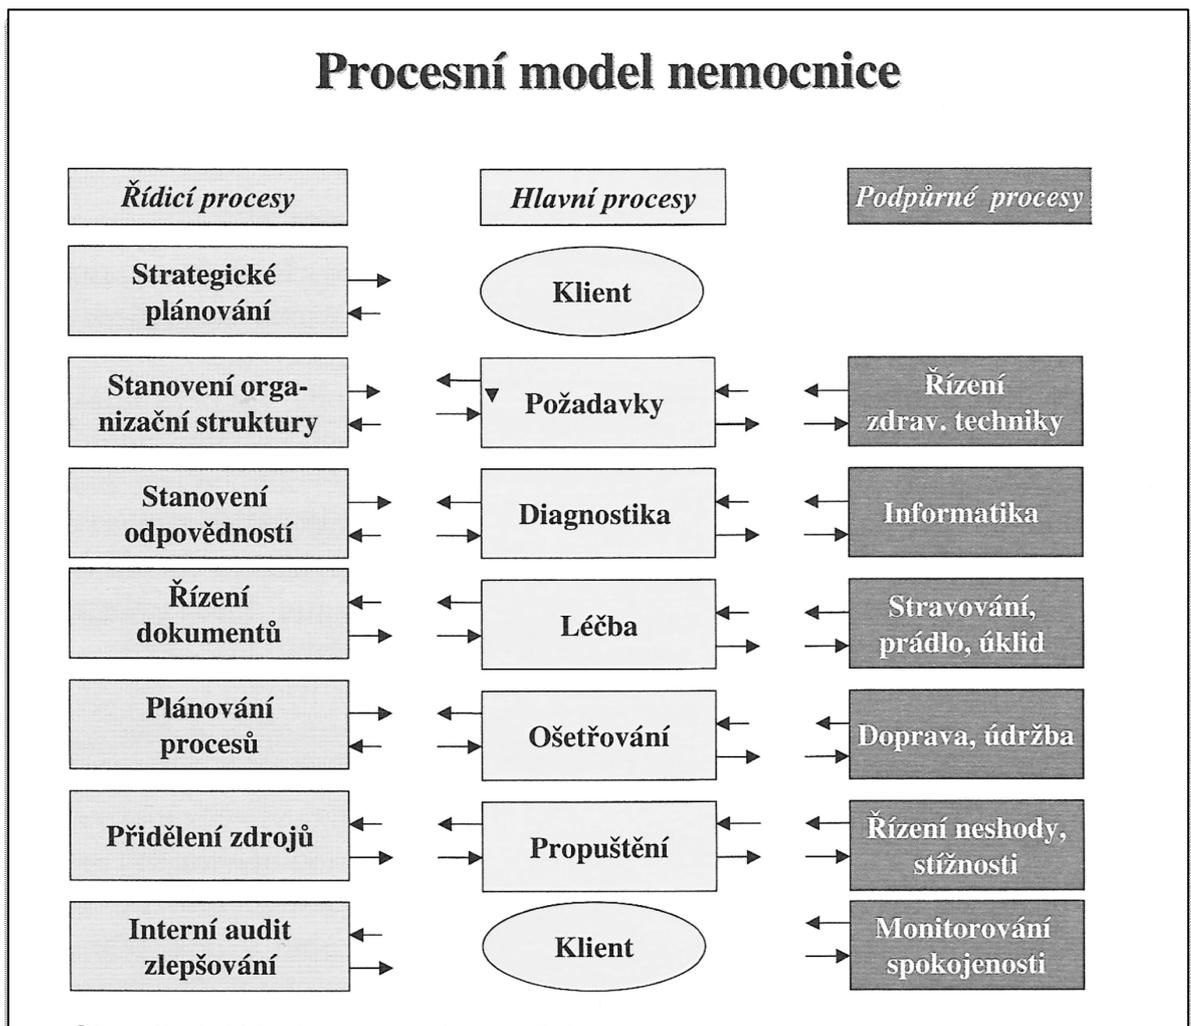 Procesní model nemocnice
Řídicí procesy
Hlavní procesy
Podpůrné procesy
Strategické
plánování
Klient
Stanovení orga-
nizační struktury
Požadavky
Řízení
zdrav. techniky
Stanovení
odpovědností
Diagnostika
Informatika
Řízení
dokumentů
Léčba
Stravování,
prádlo, úklid
Plánování
procesů
Ošetřování
Doprava, údržba
Přidělení zdrojů
Propuštění
Řízení neshody,
stížnosti
Interní audit
zlepšování
Klient
Monitorování
spokojenosti